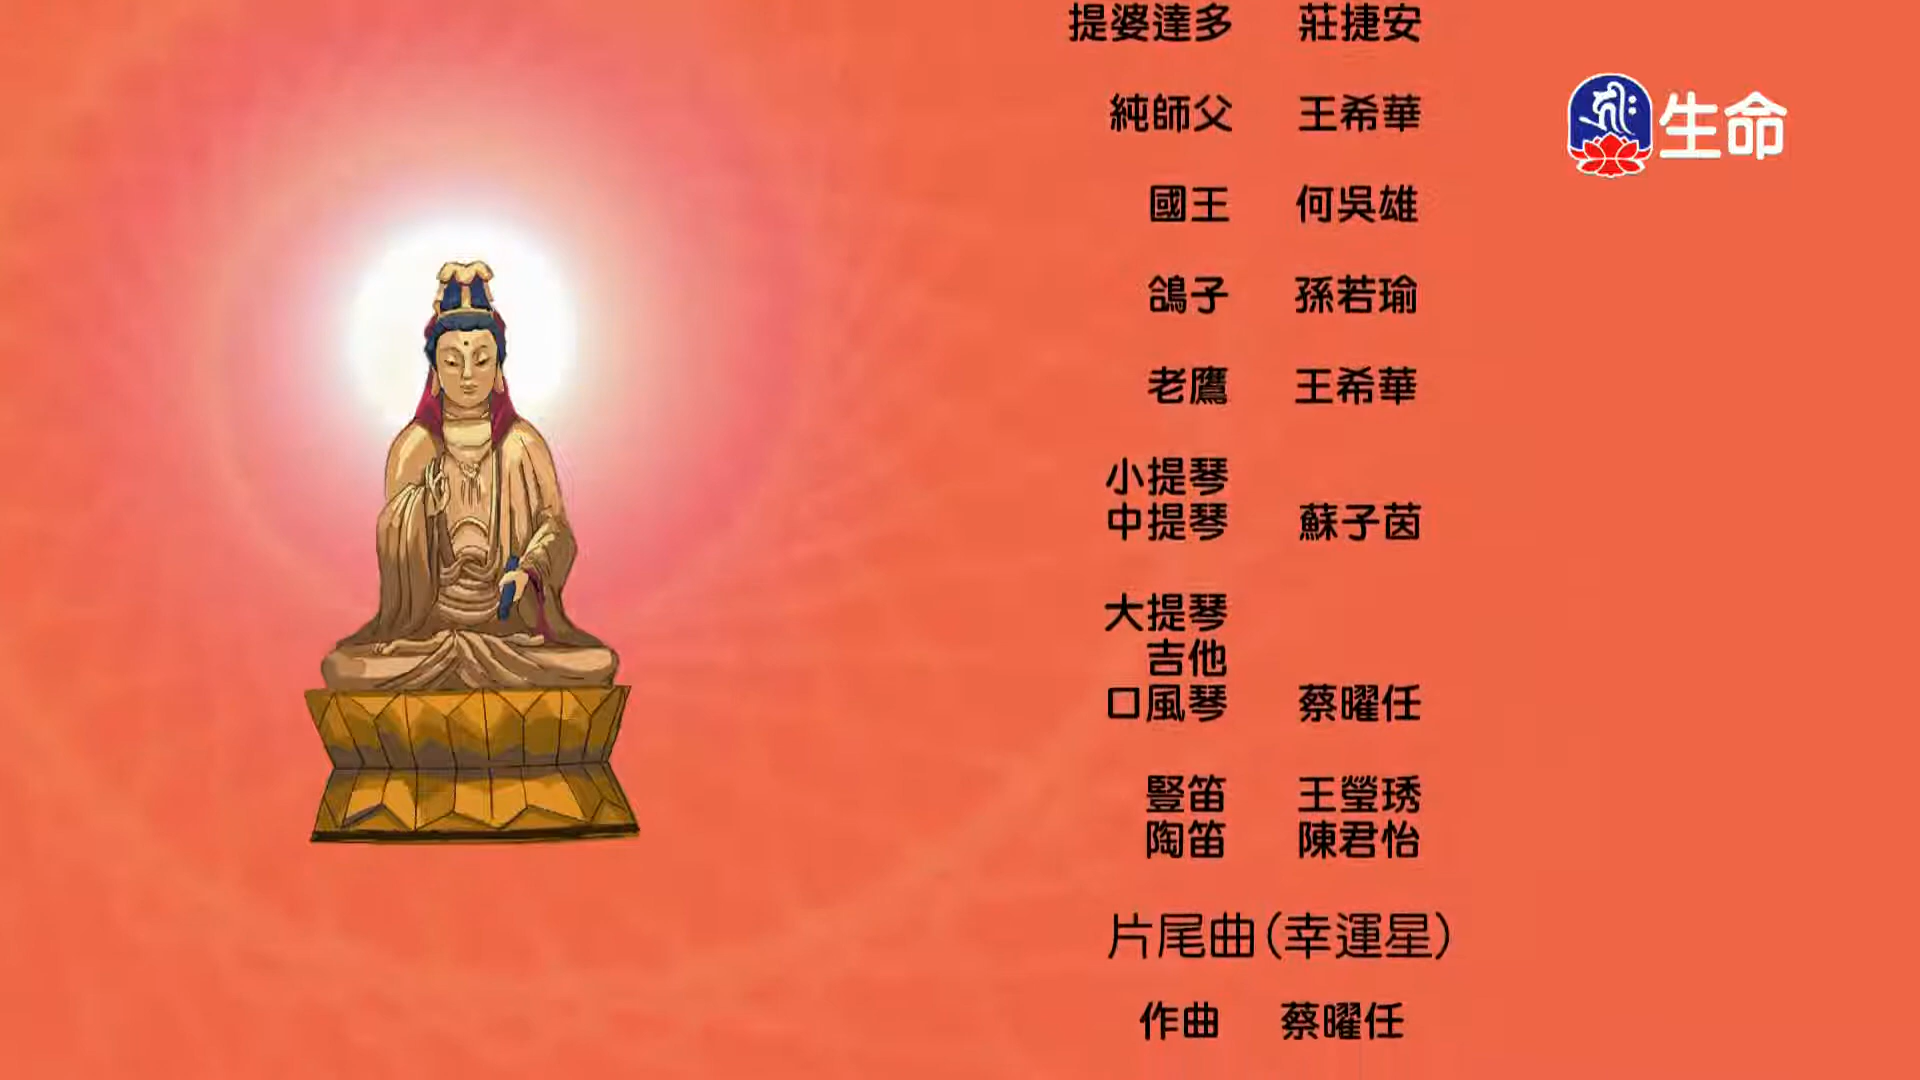 提婆達多 莊捷安
純師父 王希華
生命
國王 何吳雄
鴿子 孫若瑜
老鷹 王希華
小提琴
中提琴 蘇子茵
大提琴
吉他
口風琴 蔡曜任
豎笛 王瑩琇
陶笛 陳君怡
片尾曲(幸運星)
作曲 蔡曜任